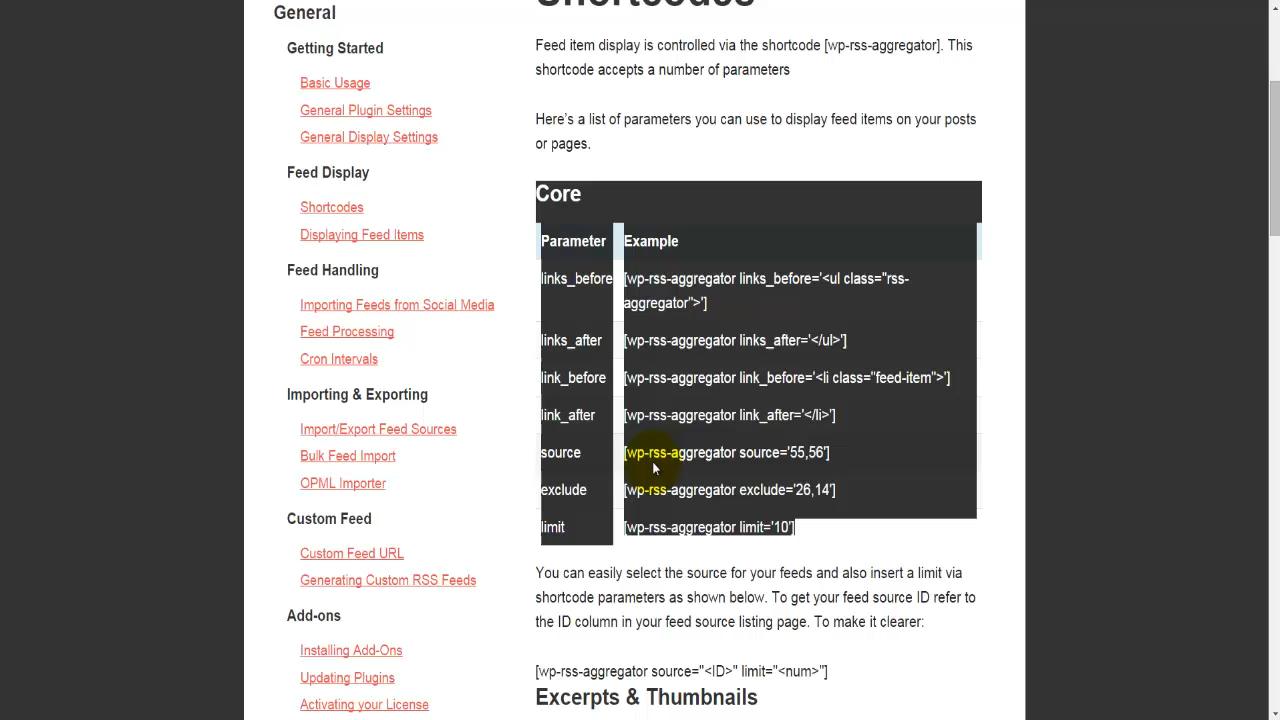 General
Getting Started
Basic Usage
General Plugin Settings
General Display Settings
Feed Display
Shortcodes
Displaying Feed Items
Feed Handling
Importing Feeds from Social Media
Feed Processing
Cron Intervals
Importing & Exporting
Import/Export Feed Sources
Bulk Feed Import
OPML Importer
Custom Feed
Custom Feed URL
Generating Custom RSS Feeds
Add-ons
Installing Add-Ons
Updating Plugins
Activating your License
Shortcodes
Feed item display is controlled via the shortcode [wp-rss-aggregator]. This
shortcode accepts a number of parameters
Here's a list of parameters you can use to display feed items on your posts
or pages.
Core
Parameter Example
links_before [wp-rss-aggregator links_before='<ul class="rss-
aggregator">']
links_after [wp-rss-aggregator links_after='</ul>']
link_before [wp-rss-aggregator link_before='<li class="feed-item">']
link_after [wp-rss-aggregator link_after='</li>']
source [wp-rss-aggregator source='55,56']
exclude [wp-rss-aggregator exclude='26,14']
limit [wp-rss-aggregator limit='10']
You can easily select the source for your feeds and also insert a limit via
shortcode parameters as shown below. To get your feed source ID refer to
the ID column in your feed source listing page. To make it clearer:
[wp-rss-aggregator source="<ID>" limit="<num>"]
Excerpts & Thumbnails